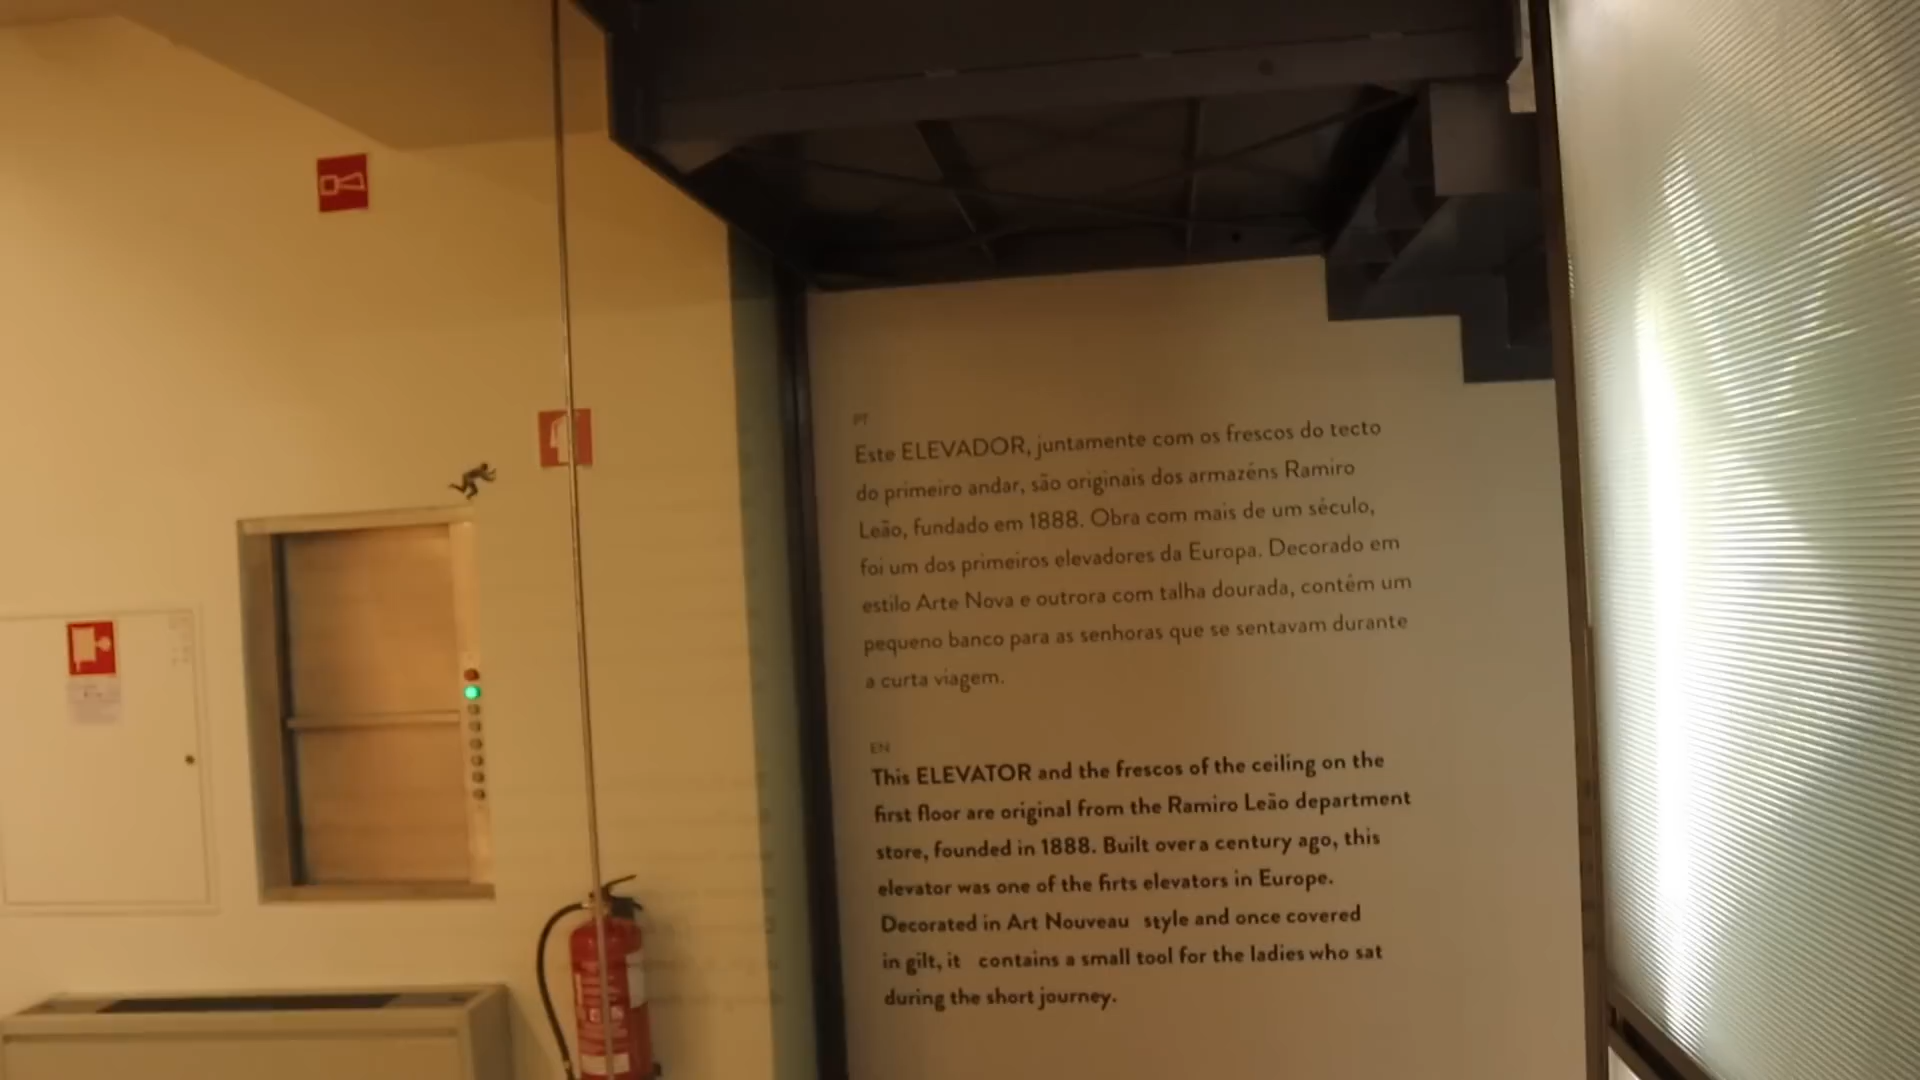 PT
Este ELEVADOR, juntamente com os frescos do tecto
do primeiro andar, são originais dos armazéns Ramiro
Leão, fundado em 1888. Obra com mais de um século,
foi um dos primeiros elevadores da Europa. Decorado em
estilo Arte Nova e outrora com talha dourada, contém um
pequeno banco para as senhoras que se sentavam durante
a curta viagem.
EN
This ELEVATOR and the frescos of the ceiling on the
first floor are original from the Ramiro Leão department
store, founded in 1888. Built over a century ago, this
elevator was one of the firts elevators in Europe.
Decorated in Art Nouveau style and once covered
in gilt, it contains a small tool for the ladies who sat
during the short journey.